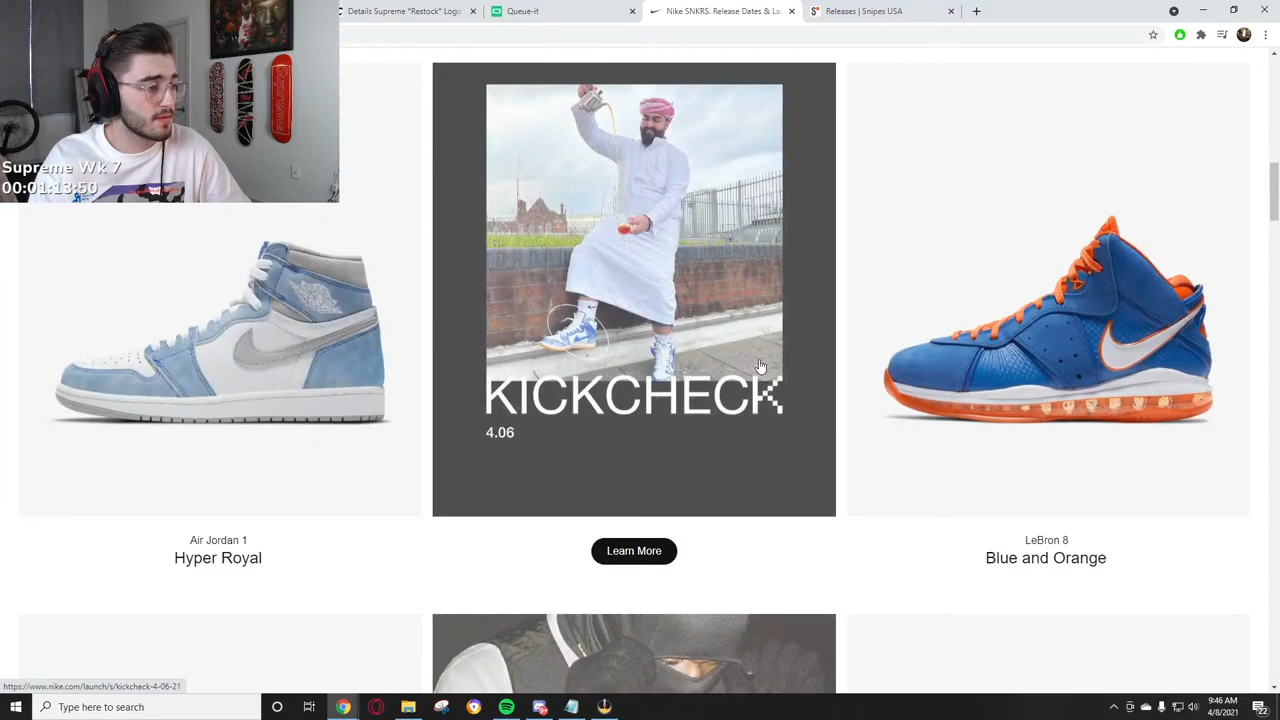 Details Supreme "Restock" Logo
Queue-it
Nike SNKRS. Release Dates & La
Releases | Snipes USA
Supreme Wk 7
00:01:13:50
KICKCHECK
4.06
Air Jordan 1
Hyper Royal
Learn More
LeBron 8
Blue and Orange
https://www.nike.com/launch/s/kickcheck-4-06-21
Type here to search
9:46 AM
4/8/2021
22